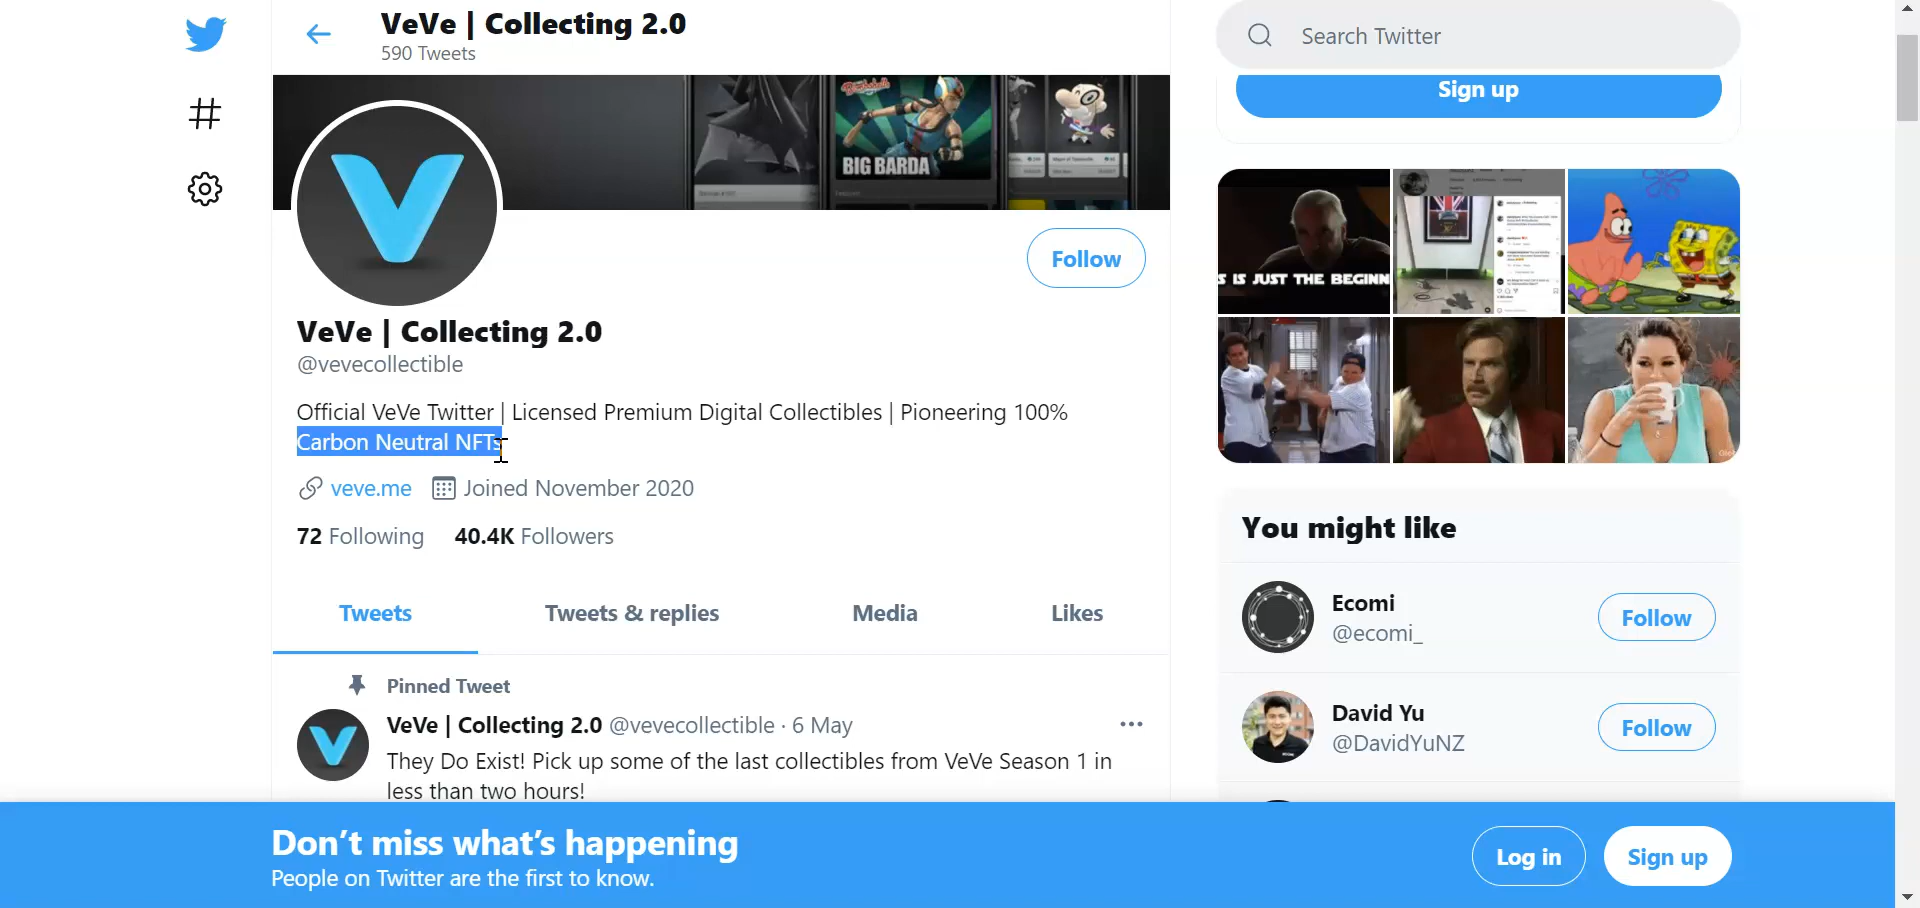 VeVe | Collecting 2.0
590 Tweets
Search Twitter
Sign up
BIG BARDA
Follow
VeVe | Collecting 2.0
@vevecollectible
Official VeVe Twitter | Licensed Premium Digital Collectibles | Pioneering 100%
Carbon Neutral NFTs
veve.me Joined November 2020
72 Following 40.4K Followers
Tweets Tweets & replies Media Likes
Pinned Tweet
VeVe | Collecting 2.0 @vevecollectible · 6 May
They Do Exist! Pick up some of the last collectibles from VeVe Season 1 in
less than two hours!
S IS JUST THE BEGINN
You might like
Ecomi
@ecomi_
Follow
David Yu
@DavidYuNZ
Follow
Don't miss what's happening
People on Twitter are the first to know.
Log in
Sign up